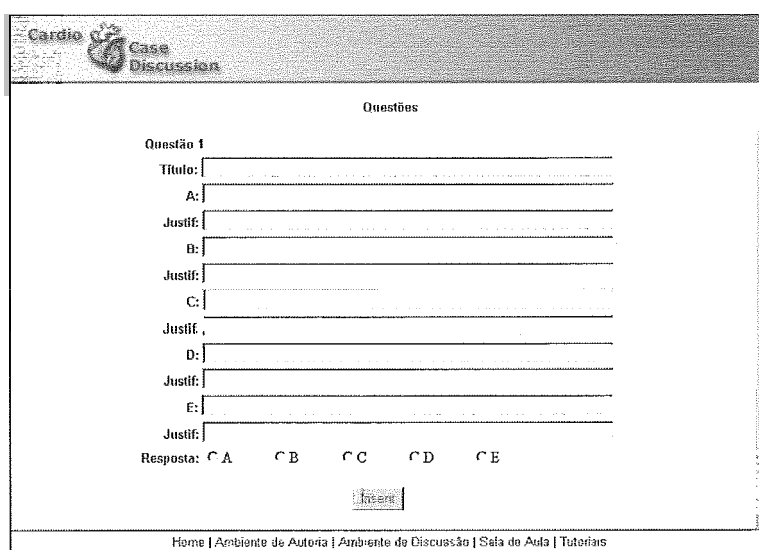 Cardio
Case
Discussion
Questões
Questão 1
Título:
A:
Justif:
B:
Justif:
C:
Justif.
D:
Justif:
E:
Justif:
Resposta: A B C D E
Inserir
Home | Ambiente de Autoria | Ambiente de Discussão | Sala de Aula | Tutoriais